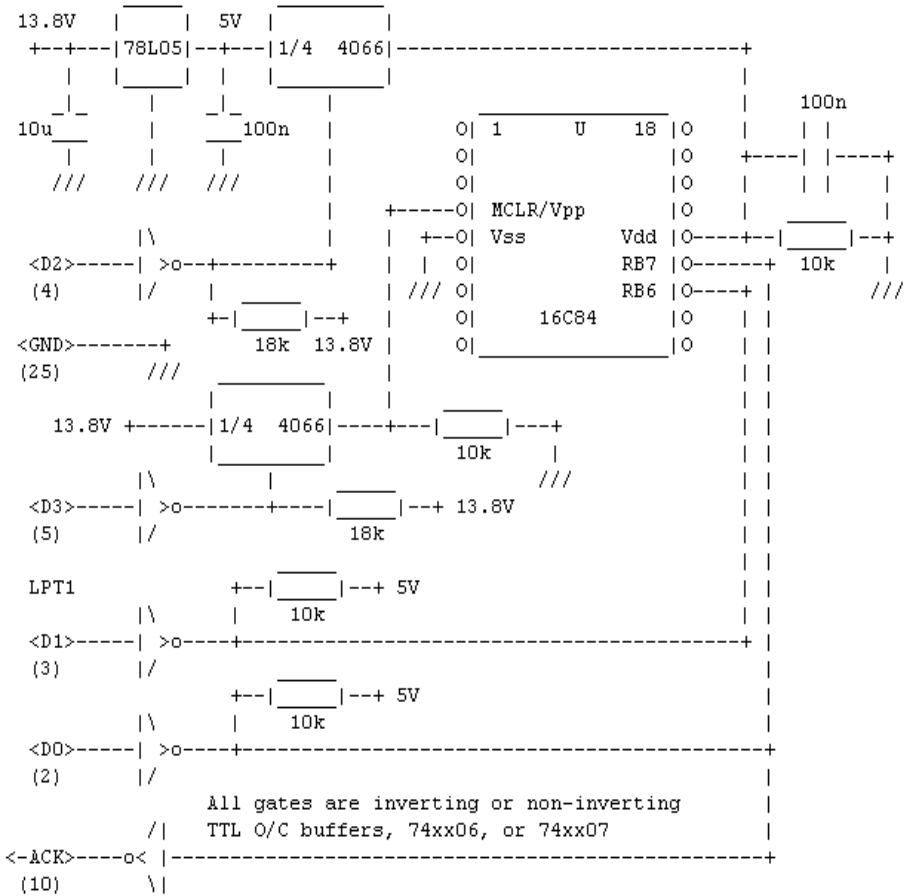 13.8V 5V
78L05 1/4 4066
100n
10u 100n 1 U 18
MCLR/Vpp
Vss Vdd
<D2> RB7 10k
(4) RB6
16C84
<GND> 18k 13.8V
(25)
13.8V 1/4 4066
10k
<D3> 13.8V
(5) 18k
LPT1 5V
10k
<D1>
(3)
5V
10k
<D0>
(2)
All gates are inverting or non-inverting
TTL O/C buffers, 74xx06, or 74xx07
<-ACK>
(10)